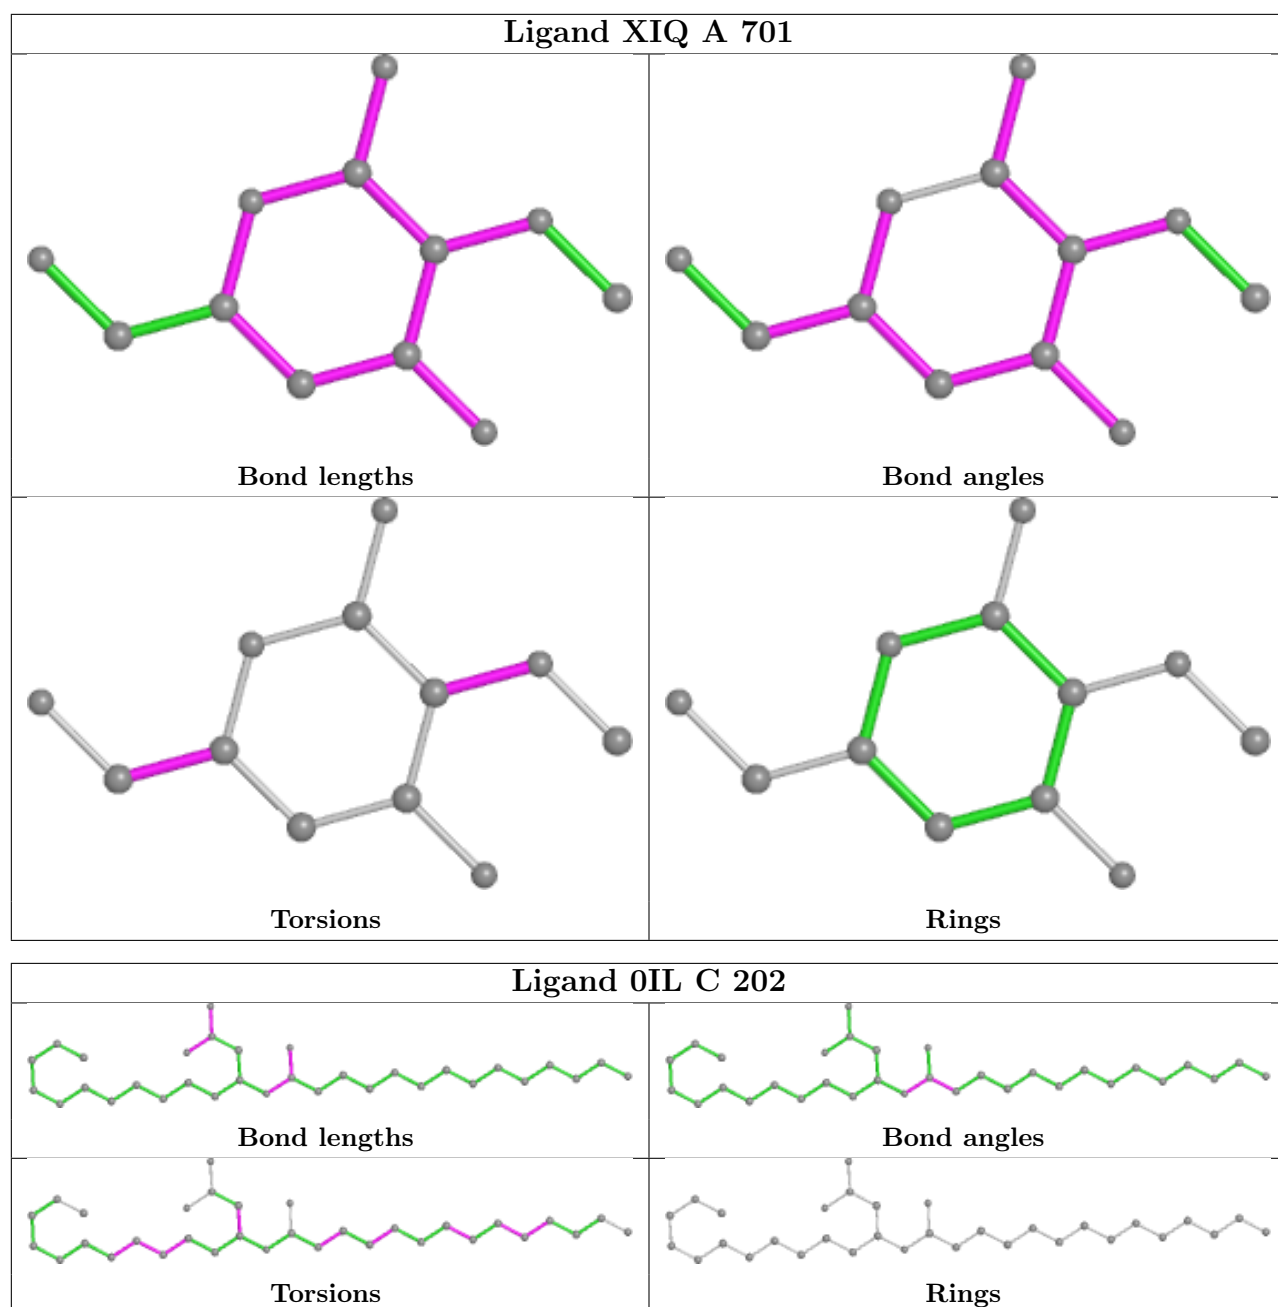 Ligand XIQ A 701
Bond lengths
Bond angles
Torsions
Rings
Ligand 0IL C 202
Bond lengths
Bond angles
Torsions
Rings